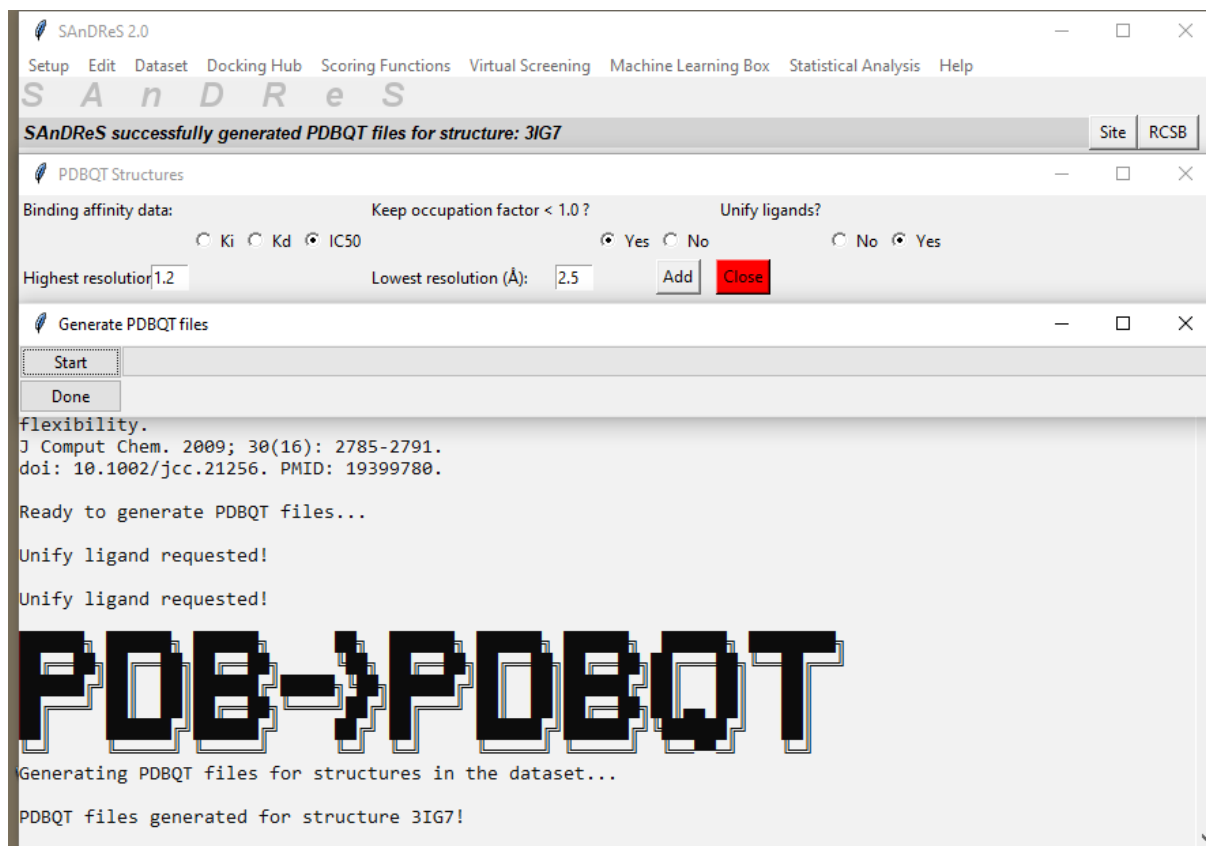 SAnDReS 2.0
Setup Edit Dataset Docking Hub Scoring Functions Virtual Screening Machine Learning Box Statistical Analysis Help
S A n D R e S
SAnDReS successfully generated PDBQT files for structure: 3IG7 Site RCSB
PDBQT Structures
Binding affinity data: Keep occupation factor < 1.0 ? Unify ligands?
Ki Kd IC50 Yes No No Yes
Highest resolution 1.2 Lowest resolution (Å): 2.5 Add Close
Generate PDBQT files
Start
Done
flexibility.
J Comput Chem. 2009; 30(16): 2785-2791.
doi: 10.1002/jcc.21256. PMID: 19399780.
Ready to generate PDBQT files...
Unify ligand requested!
Unify ligand requested!
PDB→PDBQT
Generating PDBQT files for structures in the dataset...
PDBQT files generated for structure 3IG7!